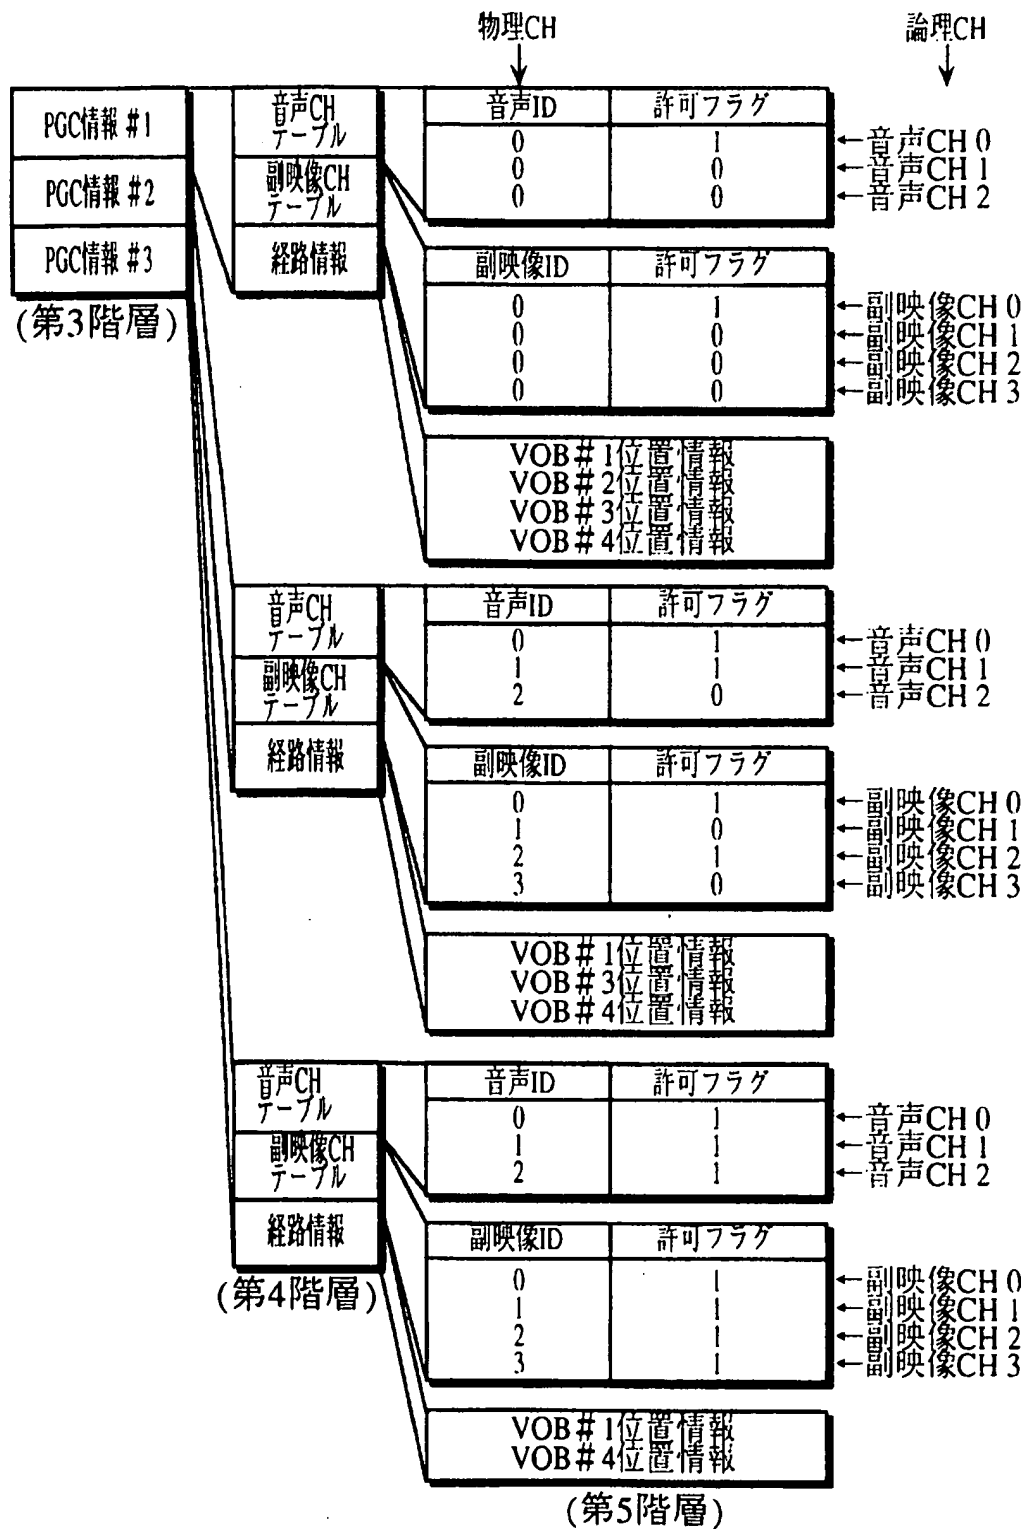 物理CH
論理CH
PGC情報 #1
PGC情報 #2
PGC情報 #3
(第3階層)
音声CH
テーブル
副映像CH
テーブル
経路情報
音声ID 許可フラグ
0 1 ←音声CH 0
0 0 ←音声CH 1
0 0 ←音声CH 2
副映像ID 許可フラグ
0 1 ←副映像CH 0
0 0 ←副映像CH 1
0 0 ←副映像CH 2
0 0 ←副映像CH 3
VOB# 1位置情報
VOB# 2位置情報
VOB# 3位置情報
VOB# 4位置情報
音声CH
テーブル
副映像CH
テーブル
経路情報
音声ID 許可フラグ
0 1 ←音声CH 0
1 1 ←音声CH 1
2 0 ←音声CH 2
副映像ID 許可フラグ
0 1 ←副映像CH 0
1 0 ←副映像CH 1
2 1 ←副映像CH 2
3 0 ←副映像CH 3
VOB# 1位置情報
VOB# 3位置情報
VOB# 4位置情報
音声CH
テーブル
副映像CH
テーブル
経路情報
(第4階層)
音声ID 許可フラグ
0 1 ←音声CH 0
1 1 ←音声CH 1
2 1 ←音声CH 2
副映像ID 許可フラグ
0 1 ←副映像CH 0
1 1 ←副映像CH 1
2 1 ←副映像CH 2
3 1 ←副映像CH 3
VOB# 1位置情報
VOB# 4位置情報
(第5階層)